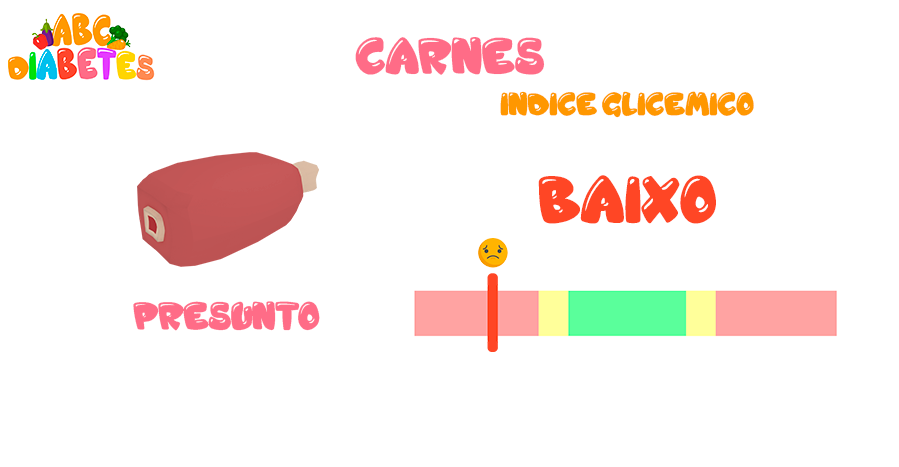 ABC
DIABETES
CARNES
INDICE GLICEMICO
BAIXO
PRESUNTO